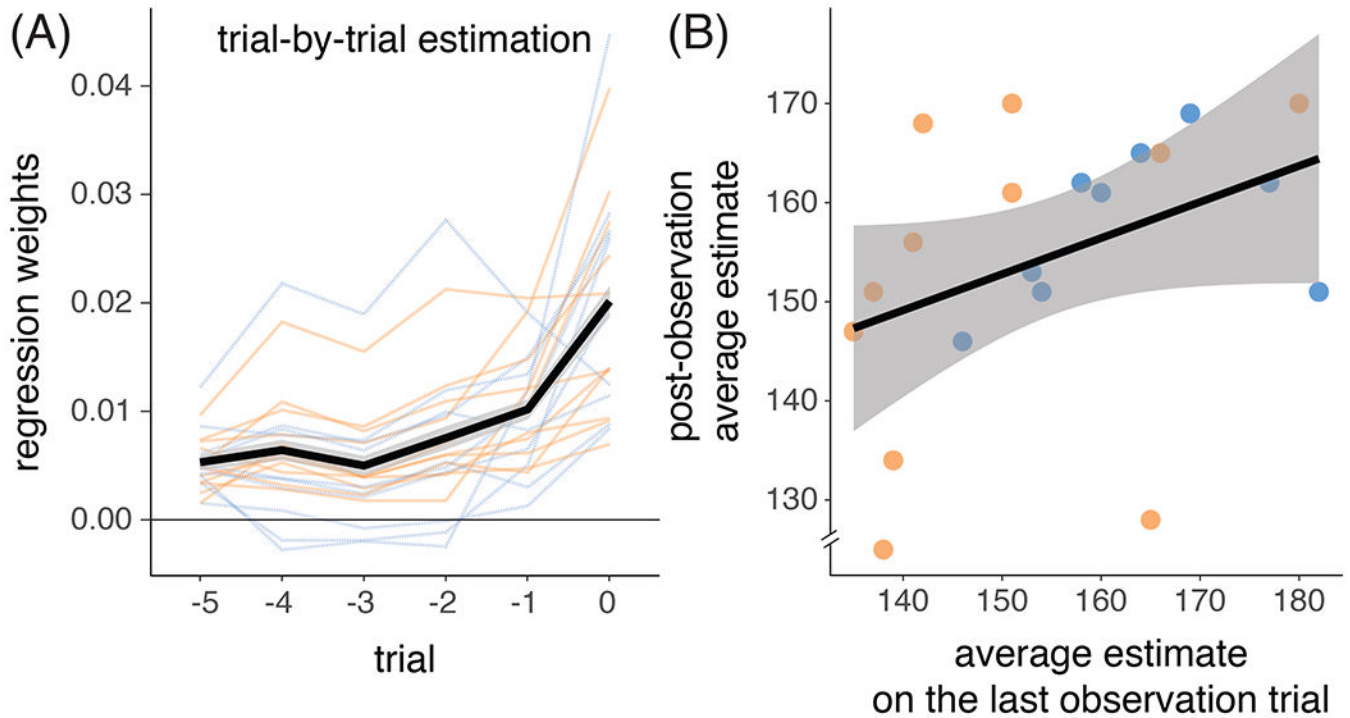 (A)
trial-by-trial estimation
regression weights
0.04
0.03
0.02
0.01
0.00
-5 -4 -3 -2 -1 0
trial
(B)
post-observation
average estimate
170
160
150
140
130
140 150 160 170 180
average estimate
on the last observation trial